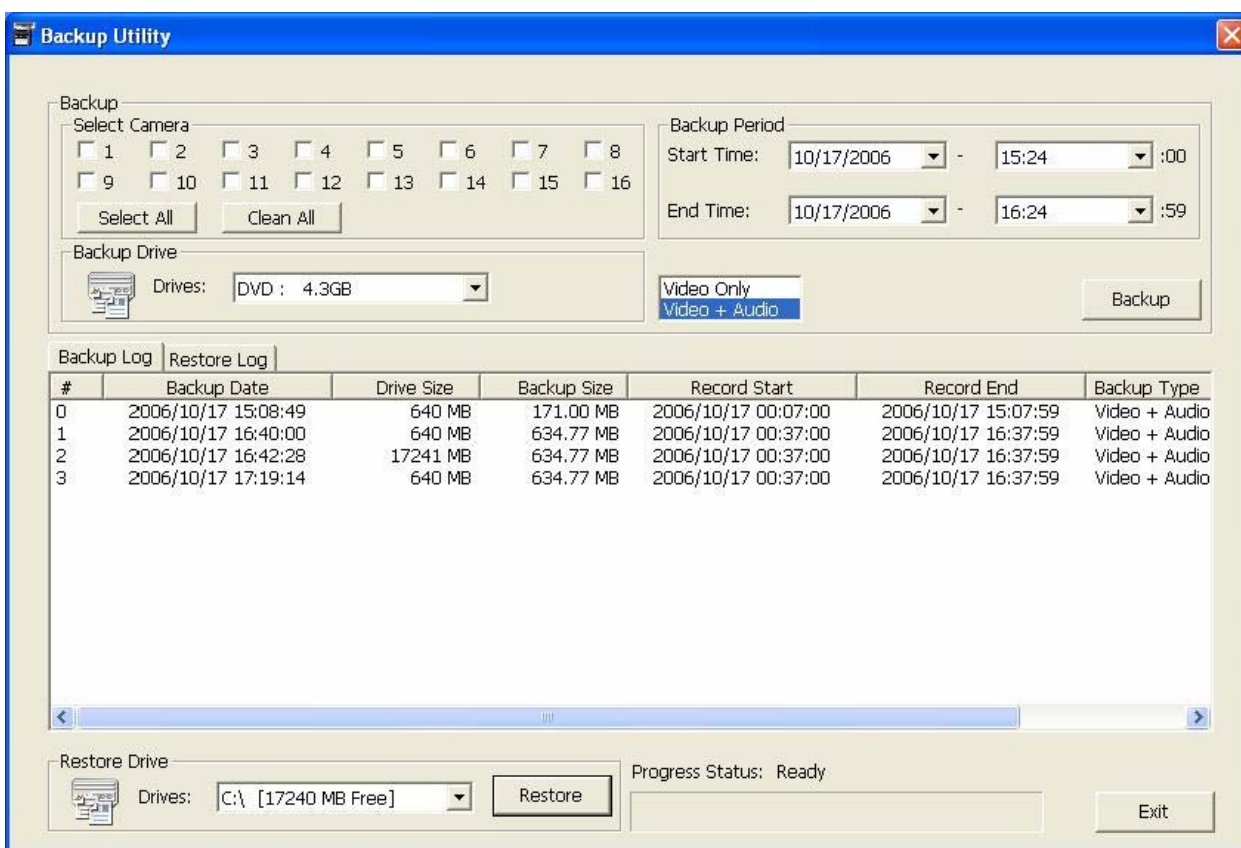 Backup Utility
Backup
Select Camera
1 2 3 4 5 6 7 8
9 10 11 12 13 14 15 16
Select All Clean All
Backup Period
Start Time: 10/17/2006 - 15:24 :00
End Time: 10/17/2006 - 16:24 :59
Backup Drive
Drives: DVD : 4.3GB
Video Only
Video + Audio
Backup
Backup Log Restore Log
# Backup Date Drive Size Backup Size Record Start Record End Backup Type
0 2006/10/17 15:08:49 640 MB 171.00 MB 2006/10/17 00:07:00 2006/10/17 15:07:59 Video + Audio
1 2006/10/17 16:40:00 640 MB 634.77 MB 2006/10/17 00:37:00 2006/10/17 16:37:59 Video + Audio
2 2006/10/17 16:42:28 17241 MB 634.77 MB 2006/10/17 00:37:00 2006/10/17 16:37:59 Video + Audio
3 2006/10/17 17:19:14 640 MB 634.77 MB 2006/10/17 00:37:00 2006/10/17 16:37:59 Video + Audio
Restore Drive
Drives: C:\ [17240 MB Free] Restore
Progress Status: Ready
Exit